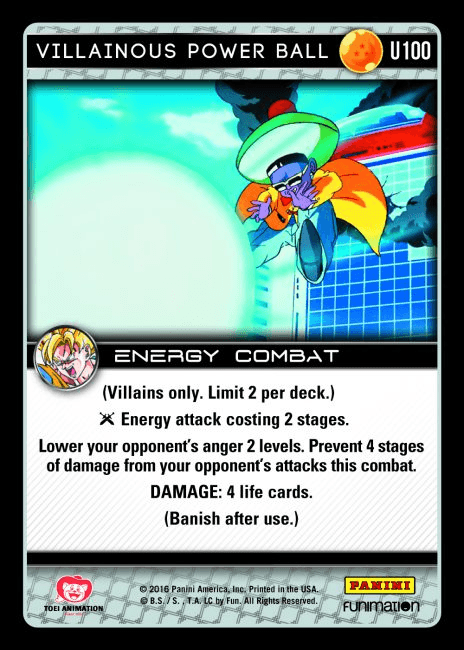 VILLAINOUS POWER BALL U100
ENERGY COMBAT
(Villains only. Limit 2 per deck.)
Energy attack costing 2 stages.
Lower your opponent's anger 2 levels. Prevent 4 stages
of damage from your opponent's attacks this combat.
DAMAGE: 4 life cards.
(Banish after use.)
TOEI ANIMATION
© 2016 Panini America, Inc. Printed in the USA.
© B.S. / S. , T.A. LC by Fun. All Rights Reserved.
PANINI
FUNIMATION